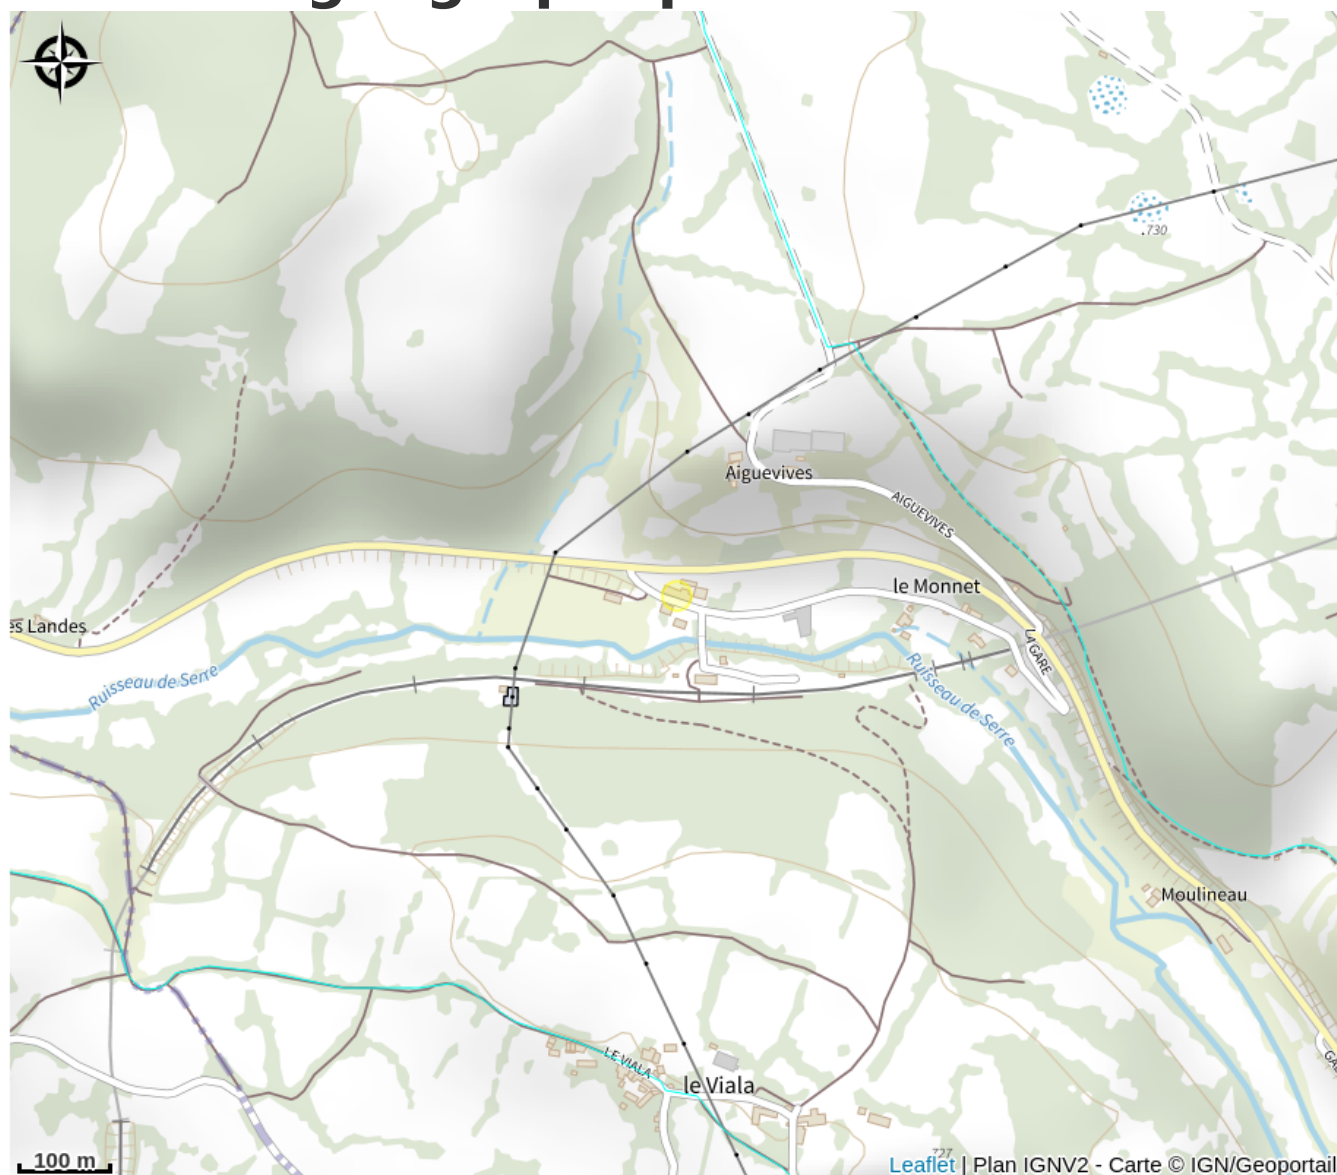 730
Aiguevives
AIGUEVIVES
le Monnet
es Landes
LA GARE
Ruisseau de Serre
Ruisseau de Serre
Moulineau
LE VIALA
le Viala
727
100 m
Leaflet | Plan IGNV2 - Carte © IGN/Geoportail